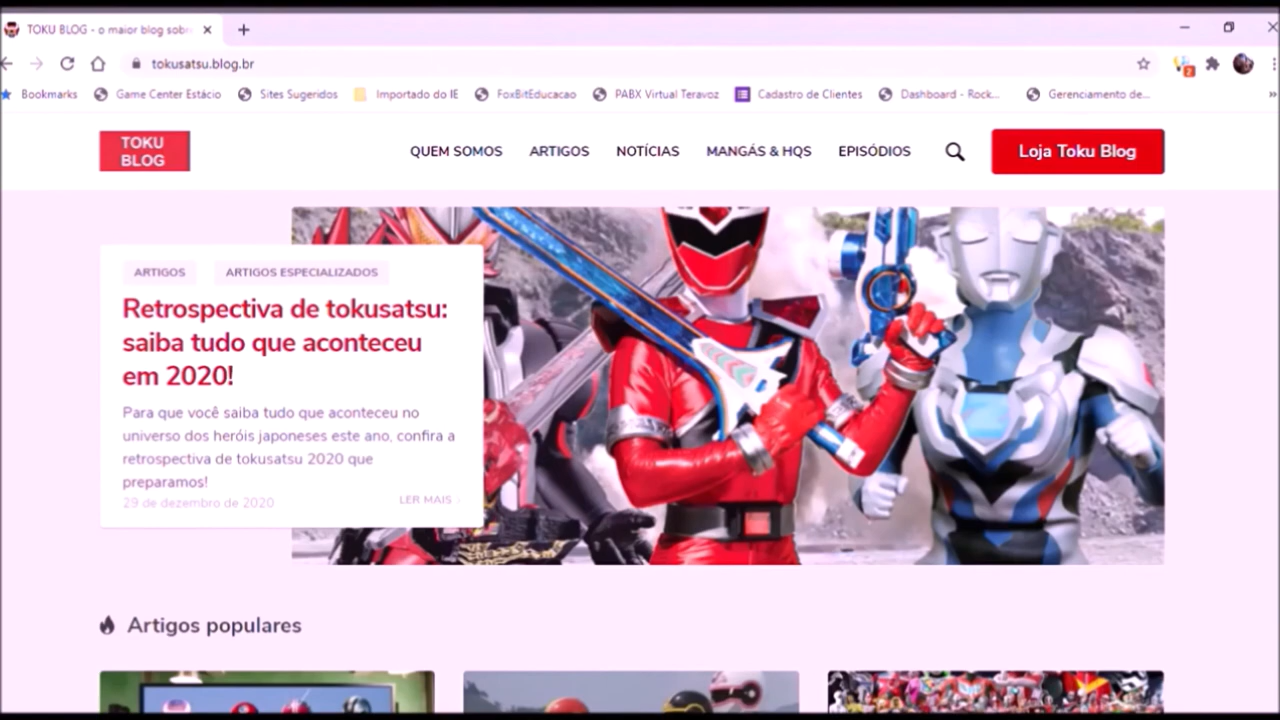 TOKU BLOG - o maior blog sobr
tokusatsu.blog.br
2
Bookmarks Game Center Estácio Sites Sugeridos Importado do IE FoxBitEducacao PABX Virtual Teravoz Cadastro de Clientes Dashboard - Rock... Gerenciamento de... »
TOKU
BLOG
QUEM SOMOS ARTIGOS NOTÍCIAS MANGÁS & HQS EPISÓDIOS Loja Toku Blog
ARTIGOS ARTIGOS ESPECIALIZADOS
Retrospectiva de tokusatsu:
saiba tudo que aconteceu
em 2020!
Para que você saiba tudo que aconteceu no
universo dos heróis japoneses este ano, confira a
retrospectiva de tokusatsu 2020 que
preparamos!
29 de dezembro de 2020 LER MAIS
Artigos populares